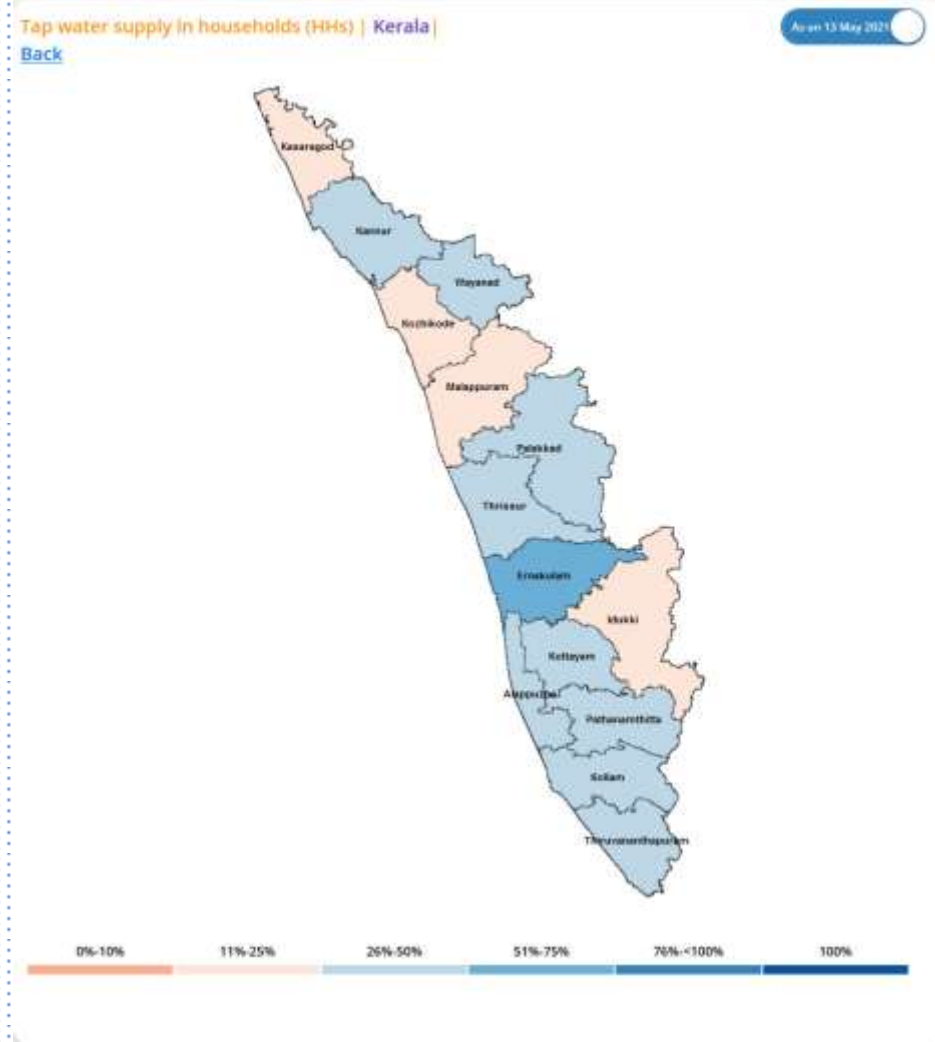 Tap water supply in households (HHs) | Kerala|
As on 13 May 2021
Back
Kasaragod
Kannur
Wayanad
Kozhikode
Malappuram
Palakkad
Thrissur
Ernakulam
Idukki
Kottayam
Alappuzha
Pathanamthitta
Kollam
Thiruvananthapuram
0%-10% 11%-25% 26%-50% 51%-75% 76%-<100% 100%